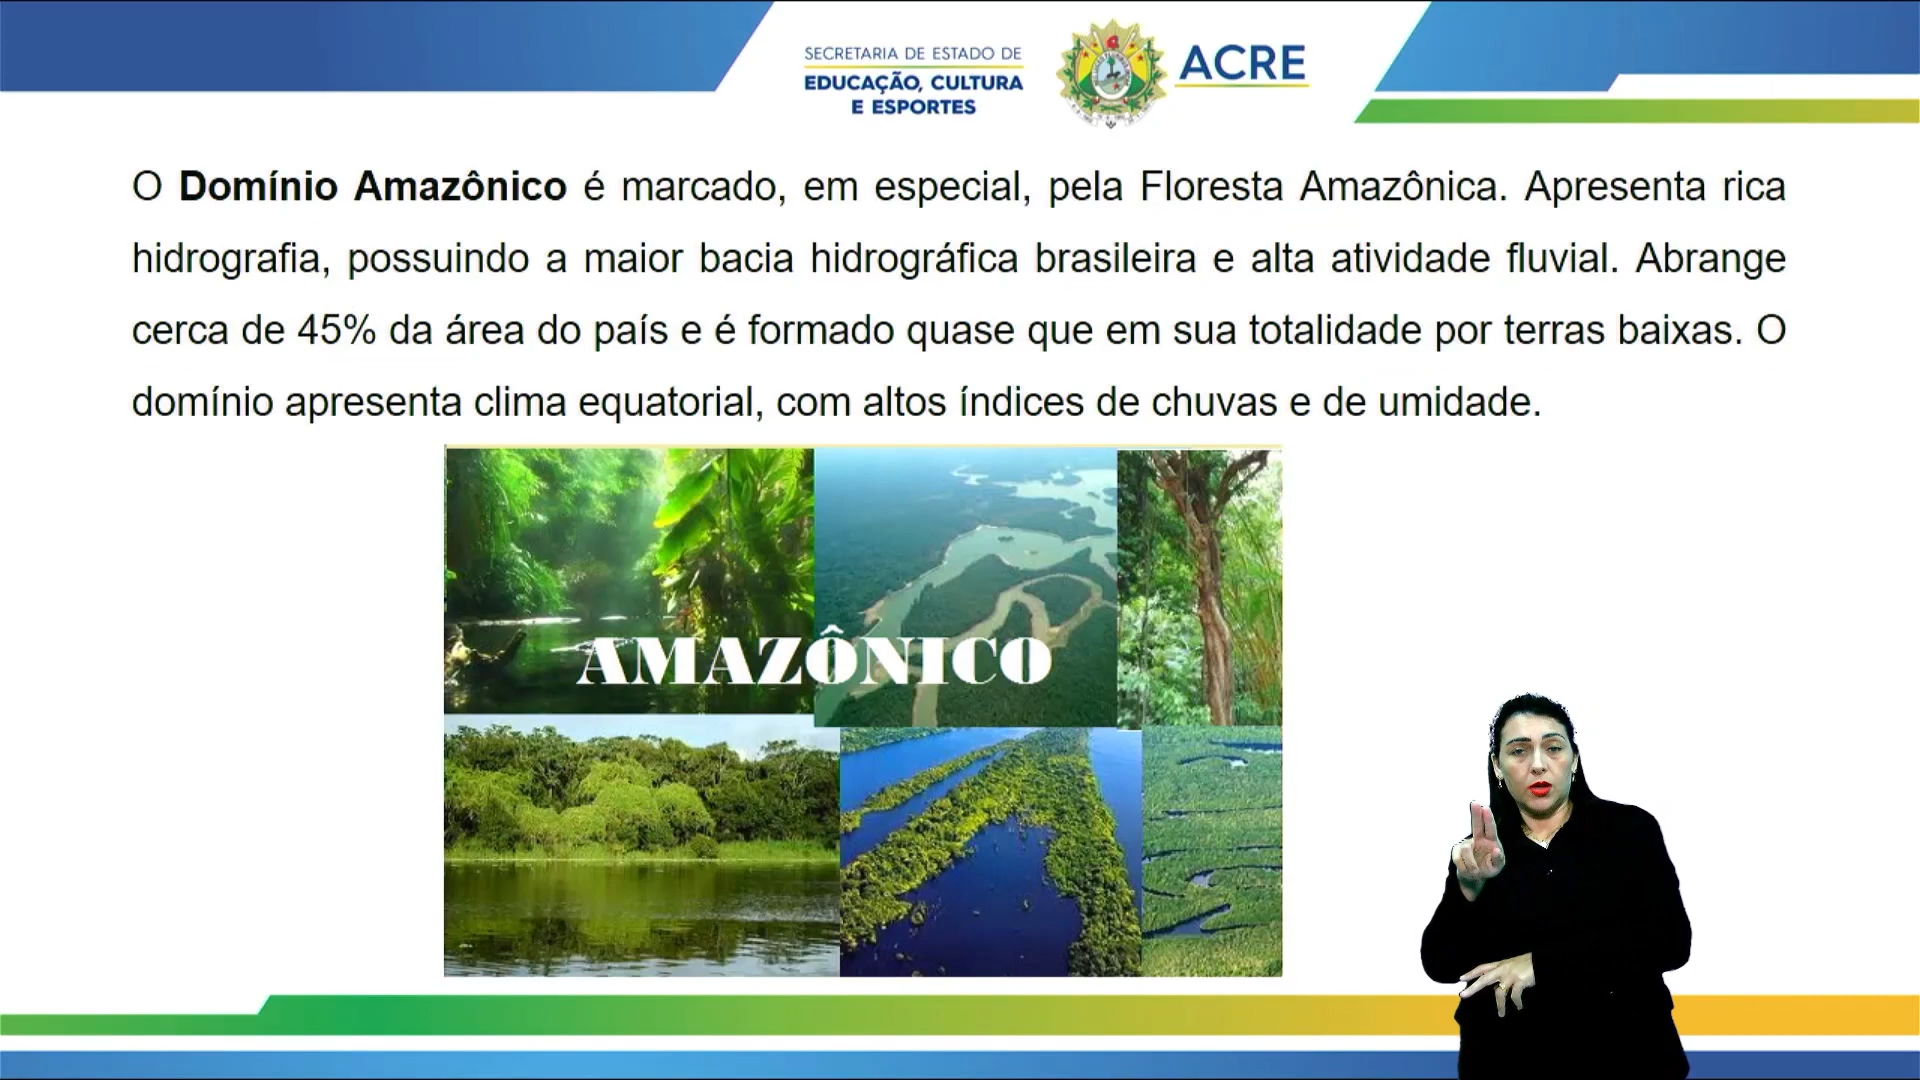 SECRETARIA DE ESTADO DE
EDUCAÇÃO, CULTURA
E ESPORTES
ACRE
O Domínio Amazônico é marcado, em especial, pela Floresta Amazônica. Apresenta rica
hidrografia, possuindo a maior bacia hidrográfica brasileira e alta atividade fluvial. Abrange
cerca de 45% da área do país e é formado quase que em sua totalidade por terras baixas. O
domínio apresenta clima equatorial, com altos índices de chuvas e de umidade.
AMAZÔNICO